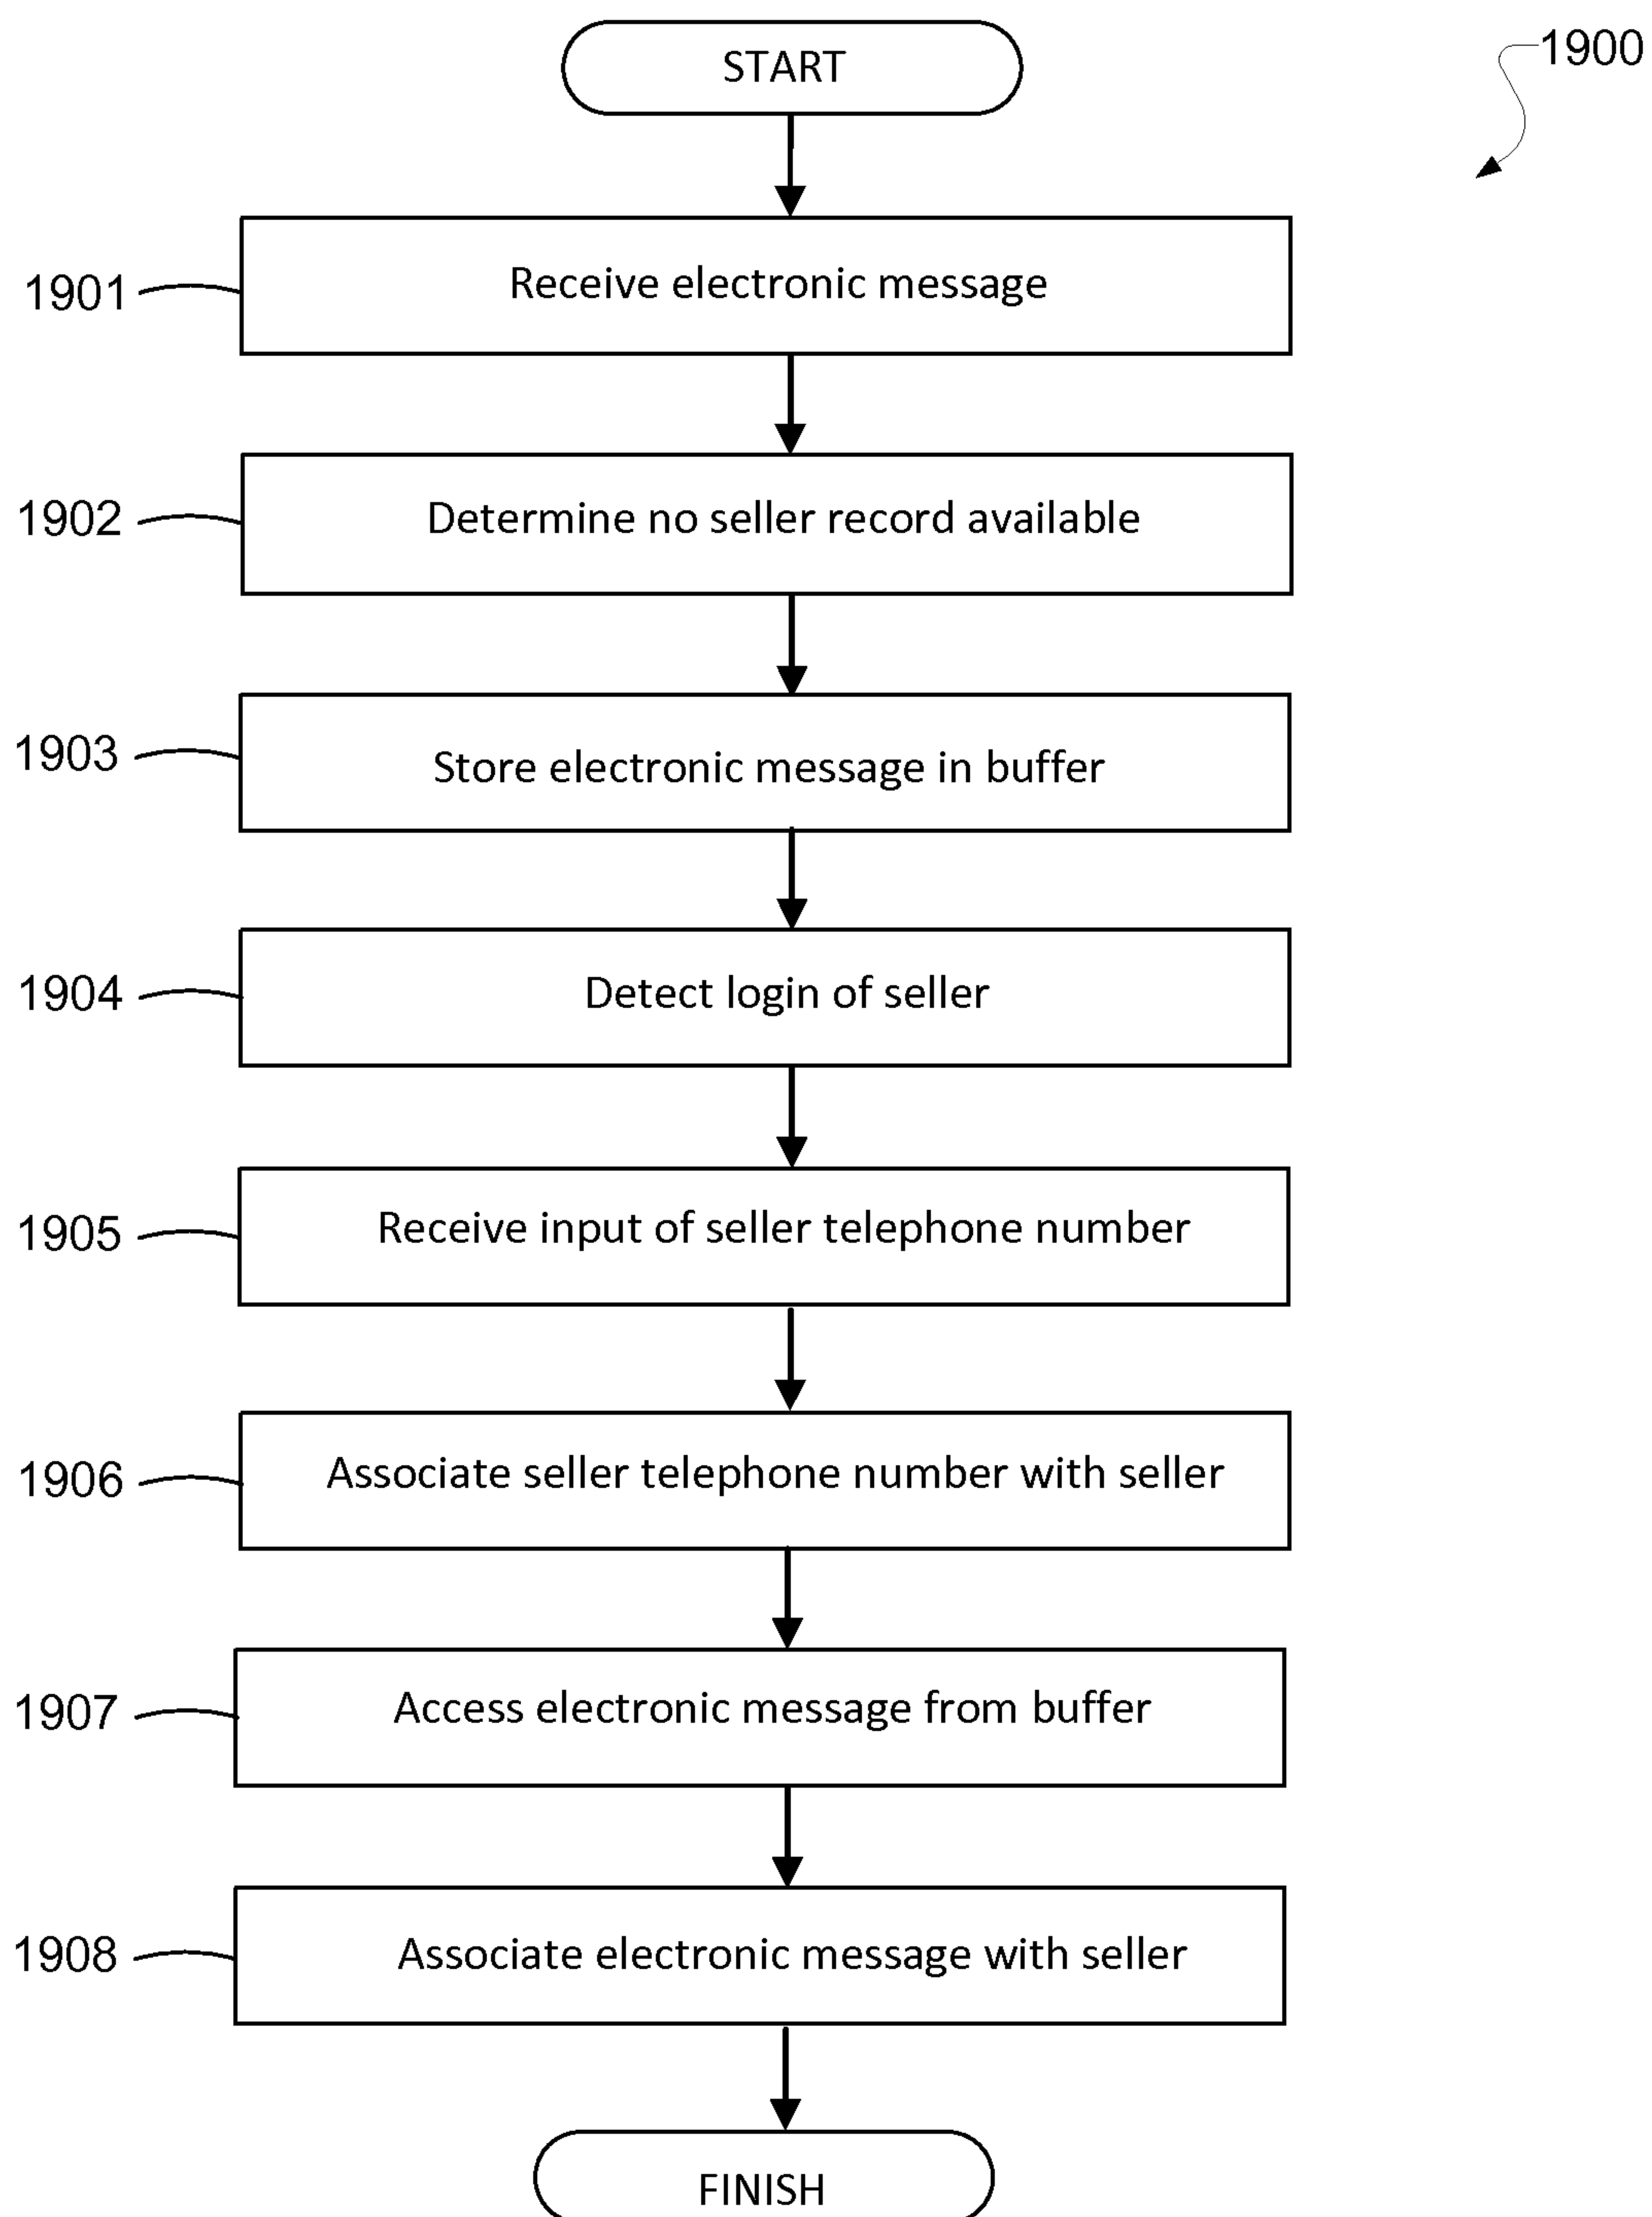 START
1900
1901
Receive electronic message
1902
Determine no seller record available
1903
Store electronic message in buffer
1904
Detect login of seller
1905
Receive input of seller telephone number
1906
Associate seller telephone number with seller
1907
Access electronic message from buffer
1908
Associate electronic message with seller
FINISH